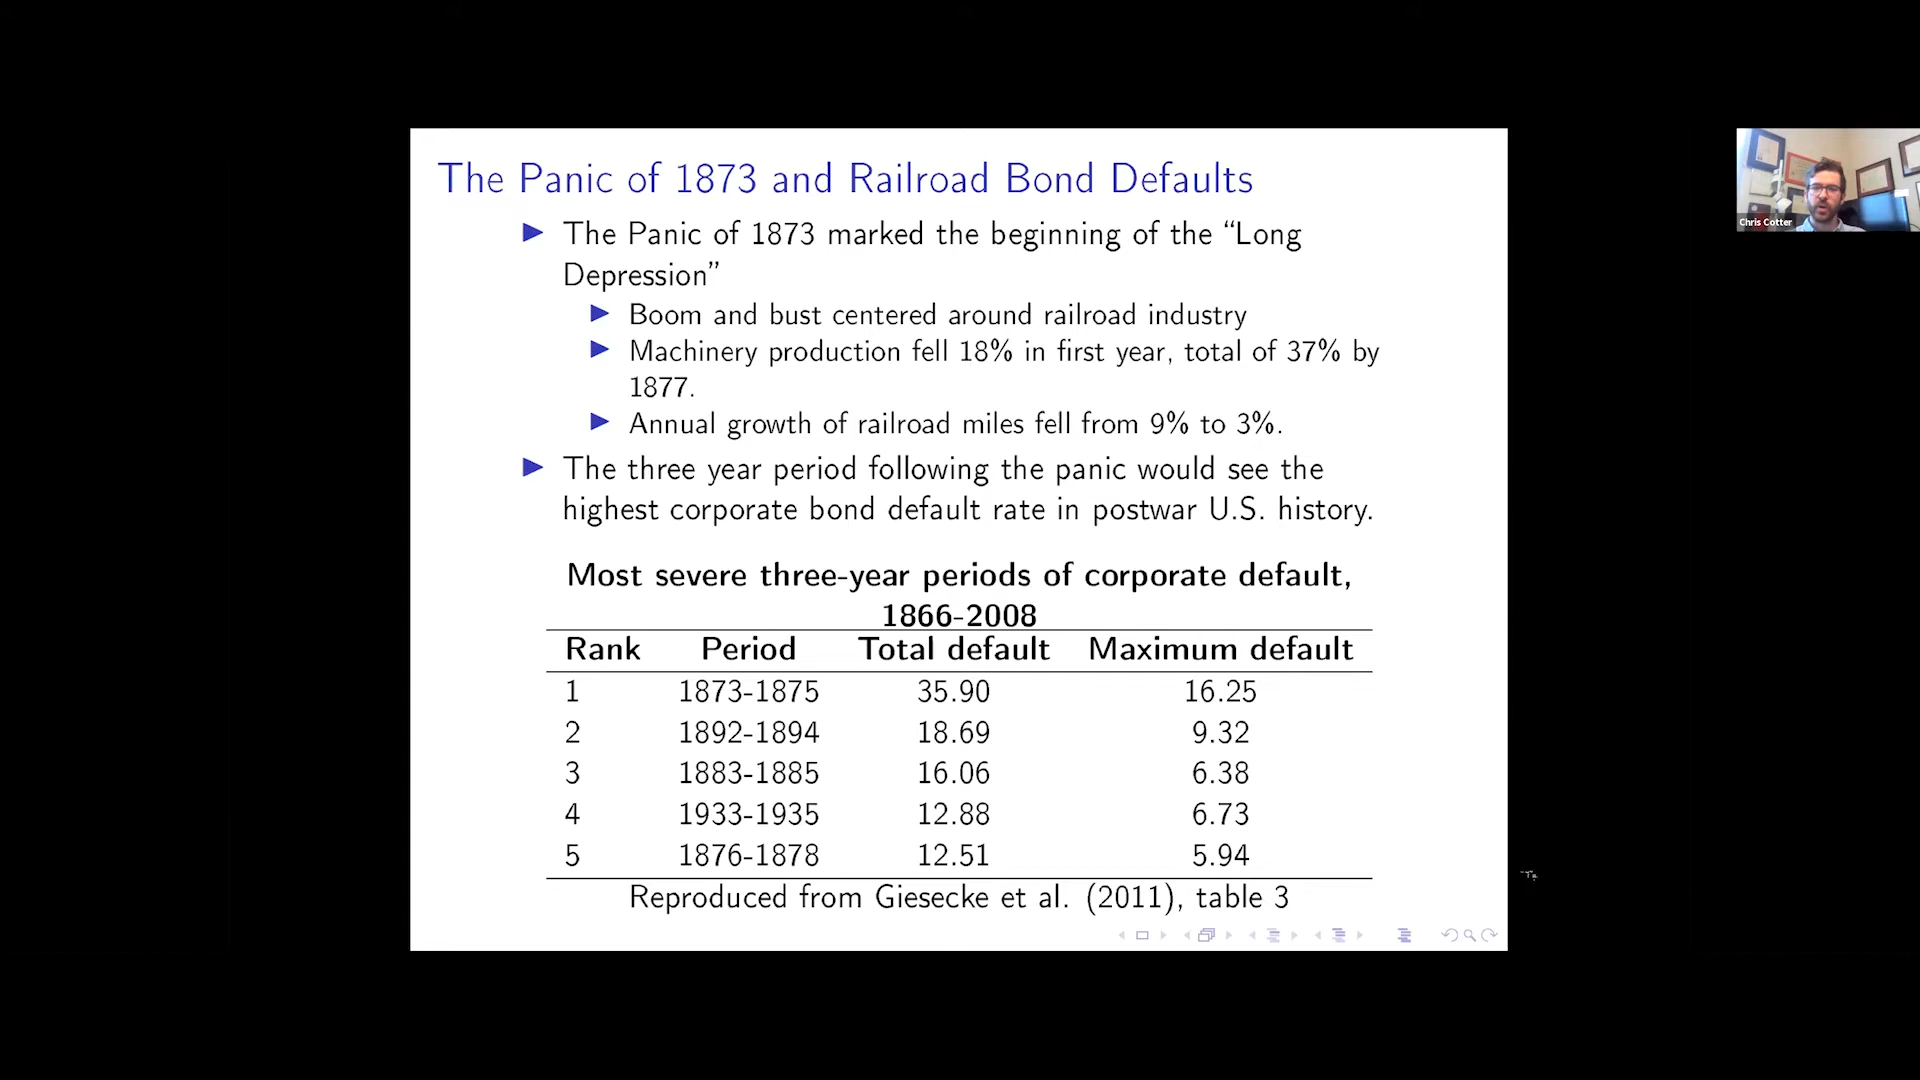 The Panic of 1873 and Railroad Bond Defaults
The Panic of 1873 marked the beginning of the “Long
Depression”
Boom and bust centered around railroad industry
Machinery production fell 18% in first year, total of 37% by
1877.
Annual growth of railroad miles fell from 9% to 3%.
The three year period following the panic would see the
highest corporate bond default rate in postwar U.S. history.
Most severe three-year periods of corporate default,
1866-2008
Rank Period Total default Maximum default
1 1873-1875 35.90 16.25
2 1892-1894 18.69 9.32
3 1883-1885 16.06 6.38
4 1933-1935 12.88 6.73
5 1876-1878 12.51 5.94
Reproduced from Giesecke et al. (2011), table 3
Chris Cotter